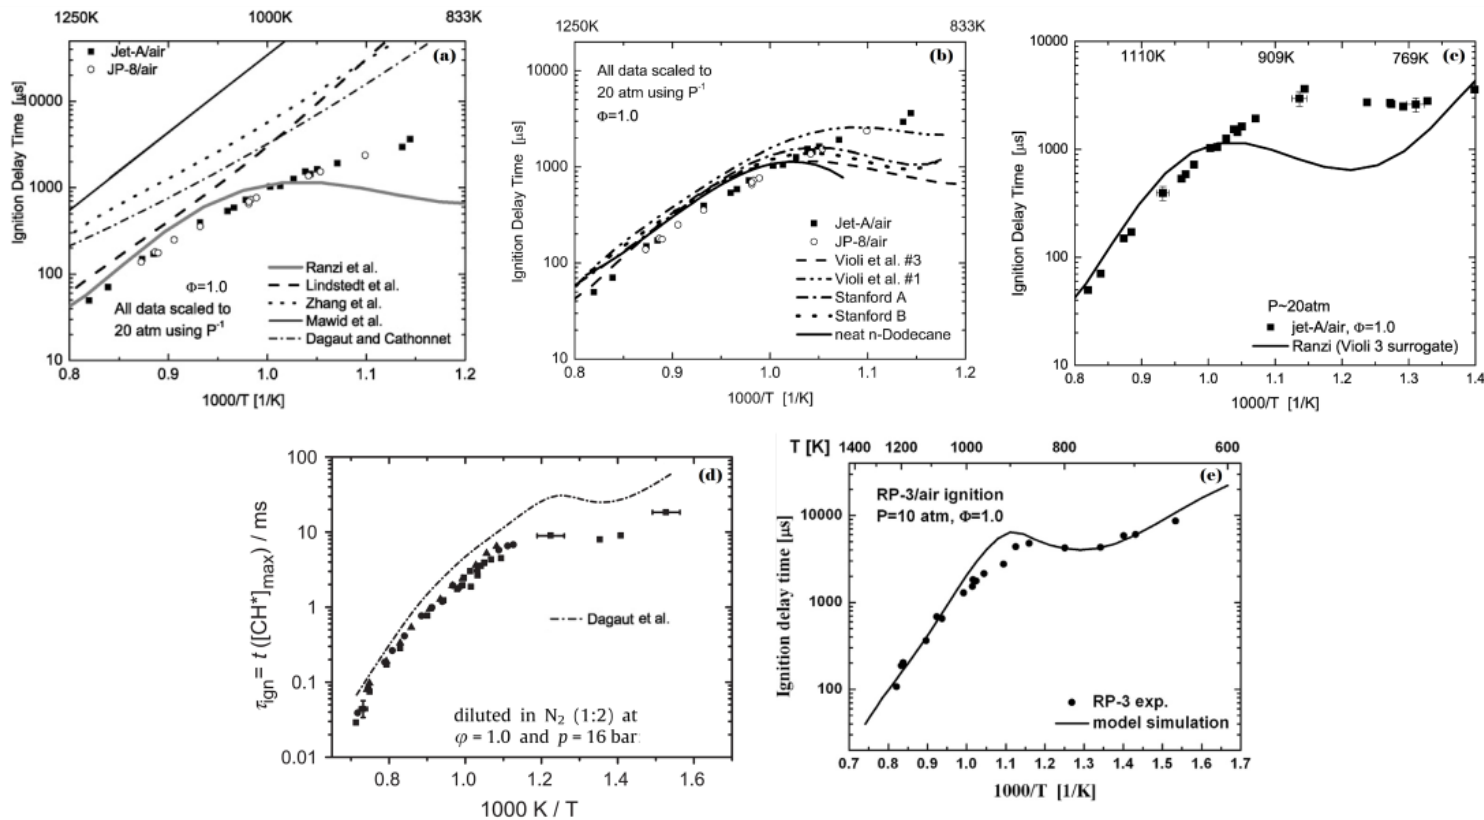 1250K 1000K 833K
(a)
Jet-A/air
JP-8/air
Ignition Delay Time [μs]
10000
1000
100
10
Φ=1.0
All data scaled to
20 atm using P⁻¹
Ranzi et al.
Lindstedt et al.
Zhang et al.
Mawid et al.
Dagaut and Cathonnet
0.8 0.9 1.0 1.1 1.2
1000/T [1/K]
1250K 833K
(b)
All data scaled to
20 atm using P⁻¹
Φ=1.0
Ignition Delay Time [μs]
10000
1000
100
10
Jet-A/air
JP-8/air
Violi et al. #3
Violi et al. #1
Stanford A
Stanford B
neat n-Dodecane
0.8 0.9 1.0 1.1 1.2
1000/T [1/K]
1110K 909K 769K
(c)
Ignition Delay Time [μs]
10000
1000
100
10
P~20atm
jet-A/air, Φ=1.0
Ranzi (Violi 3 surrogate)
0.8 0.9 1.0 1.1 1.2 1.3 1.4
1000/T [1/K]
(d)
τign = t ([CH*]max) / ms
100
10
1
0.1
0.01
Dagaut et al.
diluted in N₂ (1:2) at
φ = 1.0 and p = 16 bar:
0.8 1.0 1.2 1.4 1.6
1000 K / T
T [K] 1400 1200 1000 800 600
(e)
RP-3/air ignition
P=10 atm, Φ=1.0
Ignition delay time [μs]
10000
1000
100
RP-3 exp.
model simulation
0.7 0.8 0.9 1.0 1.1 1.2 1.3 1.4 1.5 1.6 1.7
1000/T [1/K]